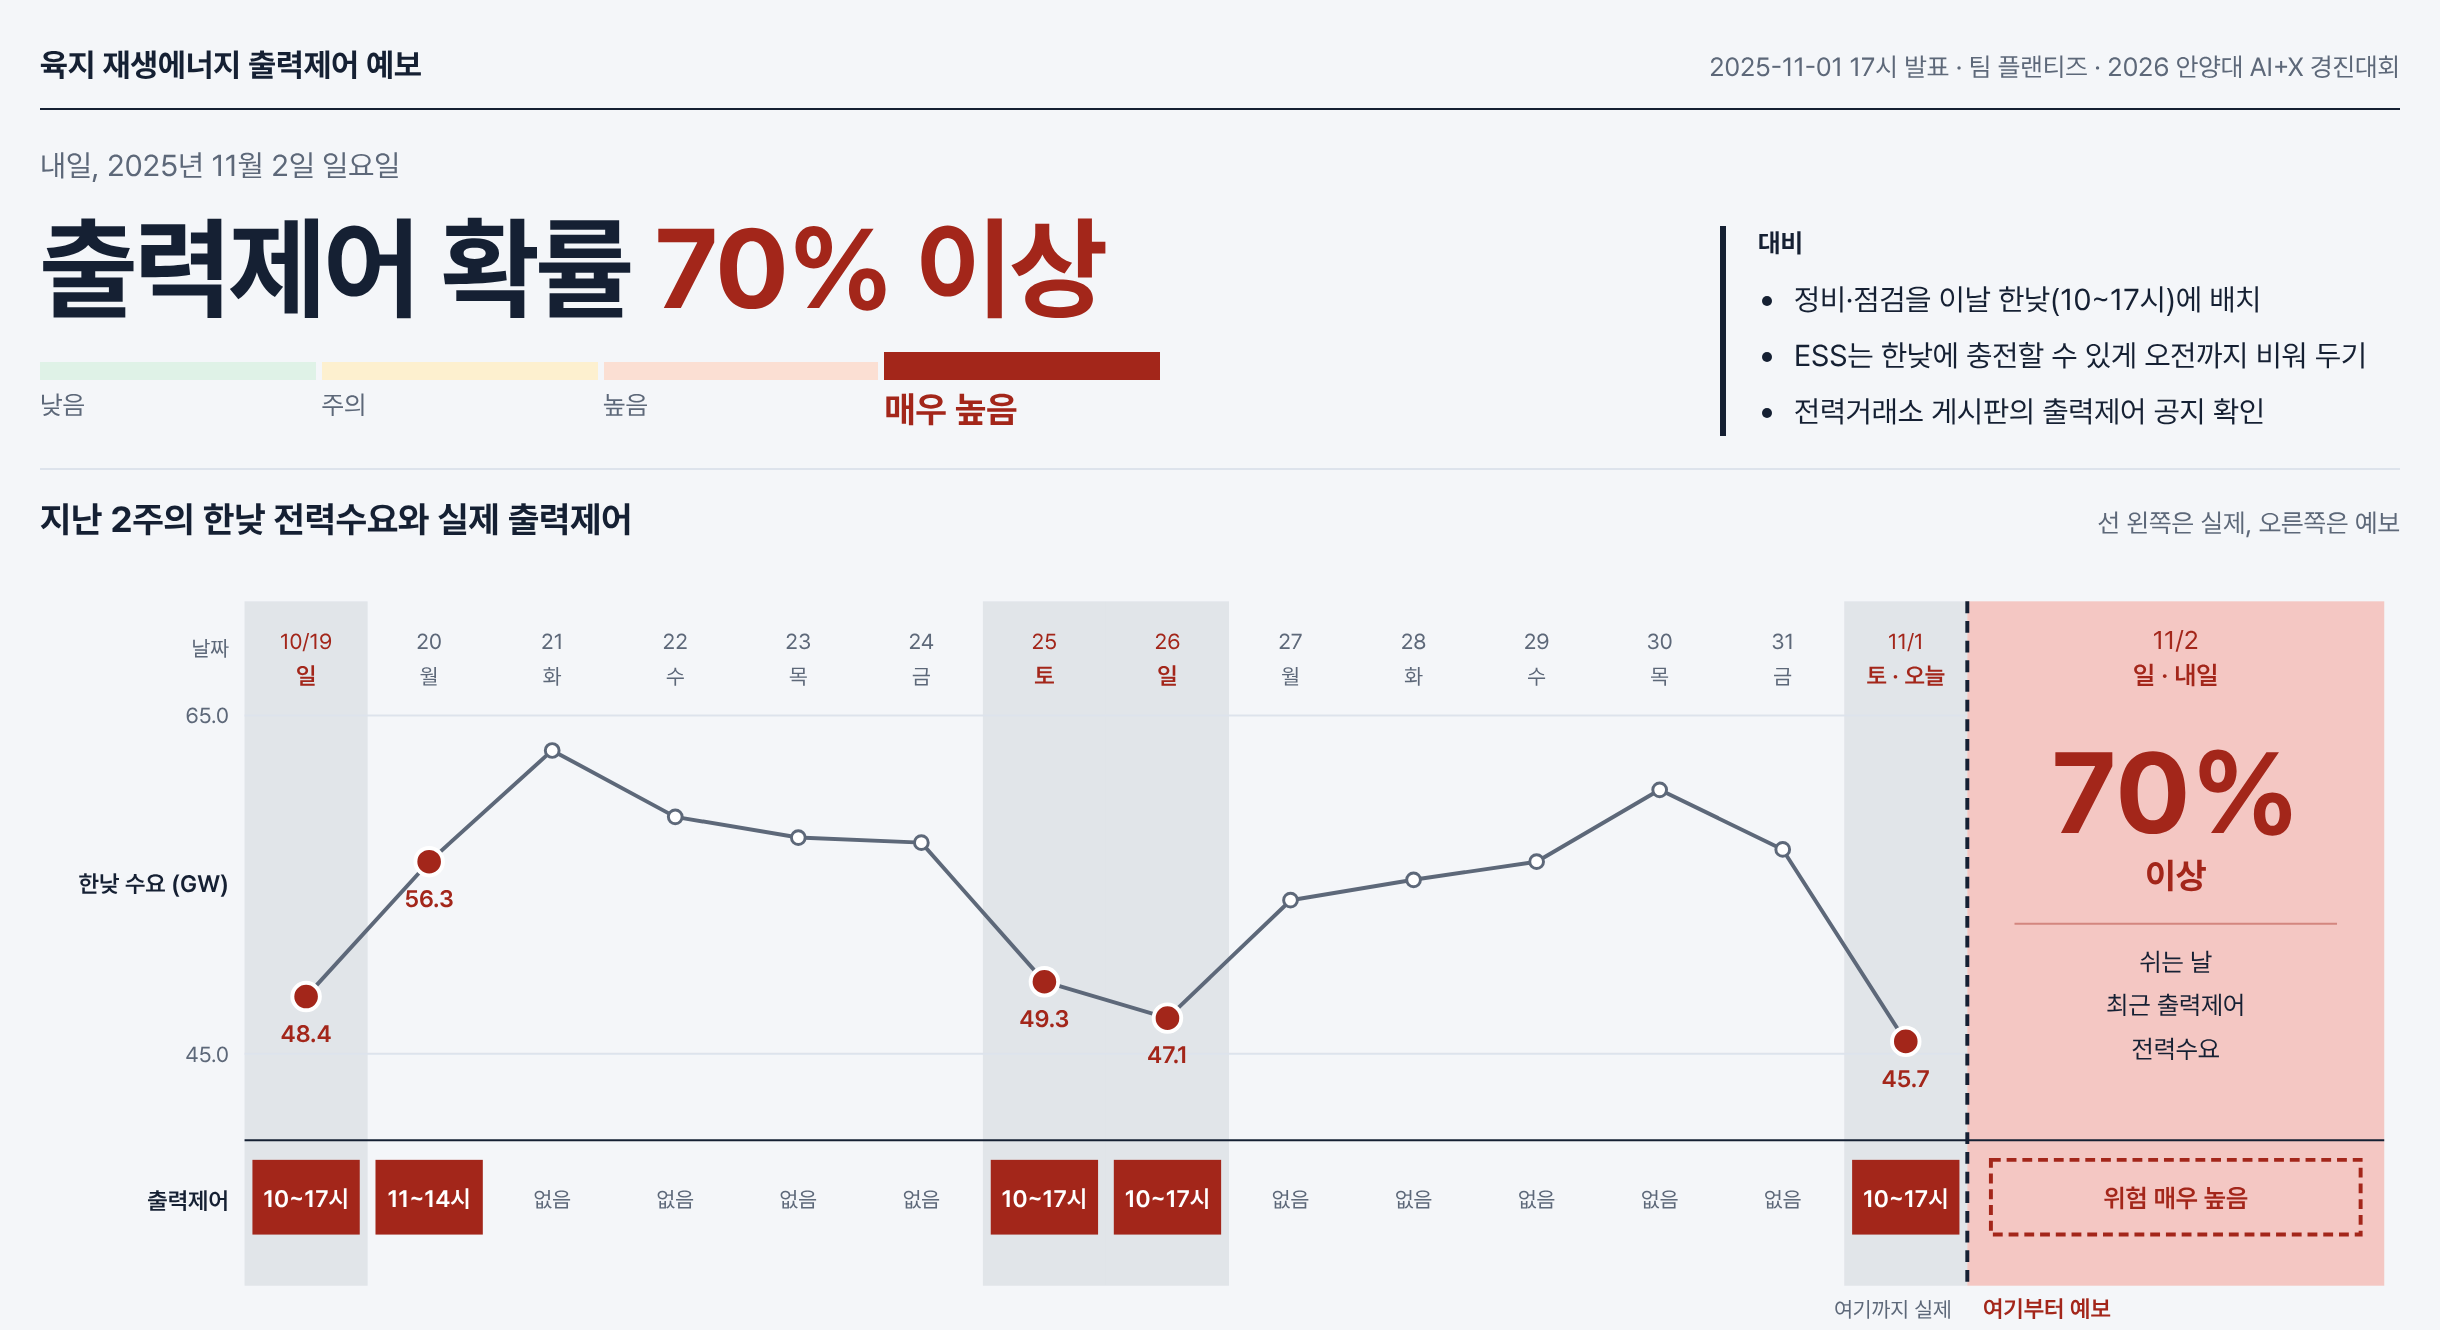 육지 재생에너지 출력제어 예보
2025-11-01 17시 발표 · 팀 플랜티즈 · 2026 안양대 AI+X 경진대회
내일, 2025년 11월 2일 일요일
출력제어 확률 70% 이상
낮음 주의 높음 매우 높음
대비
• 정비·점검을 이날 한낮(10~17시)에 배치
• ESS는 한낮에 충전할 수 있게 오전까지 비워 두기
• 전력거래소 게시판의 출력제어 공지 확인
지난 2주의 한낮 전력수요와 실제 출력제어
선 왼쪽은 실제, 오른쪽은 예보
날짜
10/19 20 21 22 23 24 25 26 27 28 29 30 31 11/1 11/2
일 월 화 수 목 금 토 일 월 화 수 목 금 토 · 오늘 일 · 내일
65.0
한낮 수요 (GW)
45.0
48.4
56.3
49.3
47.1
45.7
70%
이상
쉬는 날
최근 출력제어
전력수요
출력제어 10~17시 11~14시 없음 없음 없음 없음 10~17시 10~17시 없음 없음 없음 없음 없음 10~17시 위험 매우 높음
여기까지 실제 여기부터 예보